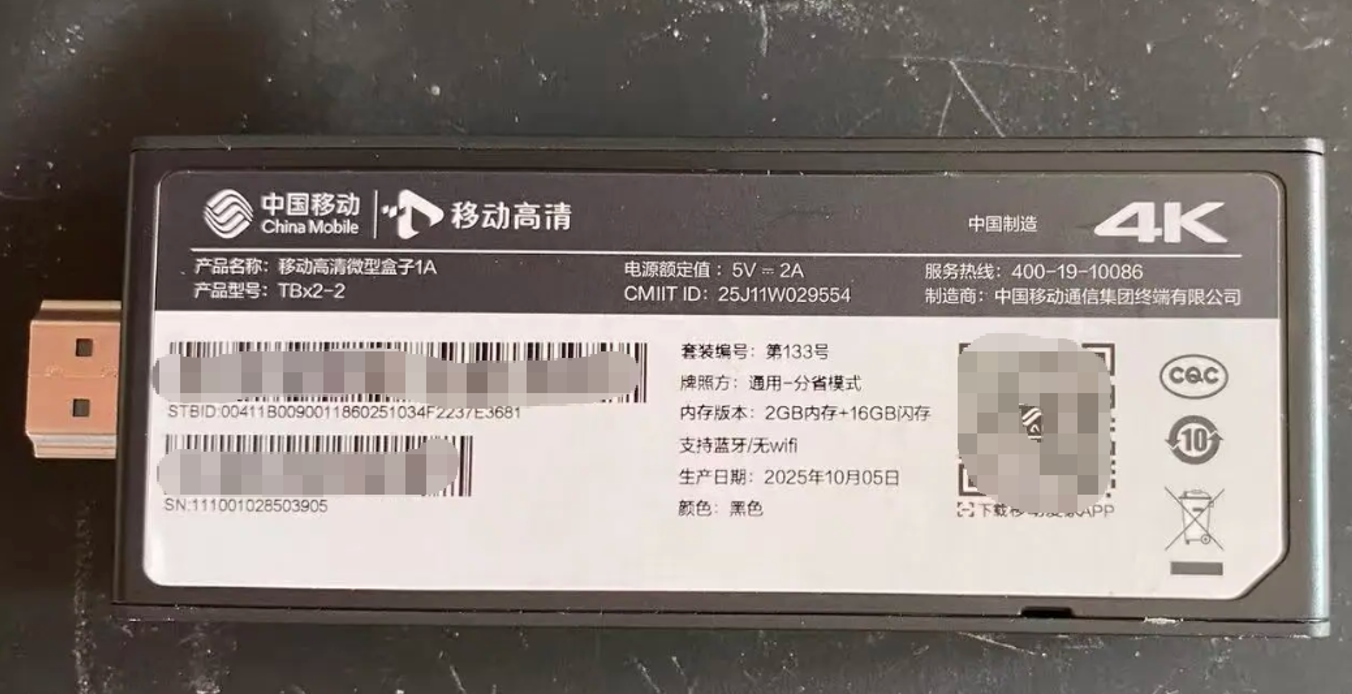 中国移动
China Mobile
移动高清
中国制造
4K
产品名称：移动高清微型盒子1A
产品型号：TBx2-2
电源额定值：5V⎓2A
CMIIT ID：25J11W029554
服务热线：400-19-10086
制造商：中国移动通信集团终端有限公司
STBID:00411B0090011860251034F2237E3681
SN:111001028503905
套装编号：第133号
牌照方：通用-分省模式
内存版本：2GB内存+16GB闪存
支持蓝牙/无wifi
生产日期：2025年10月05日
颜色：黑色
下载移动 APP
CQC
10